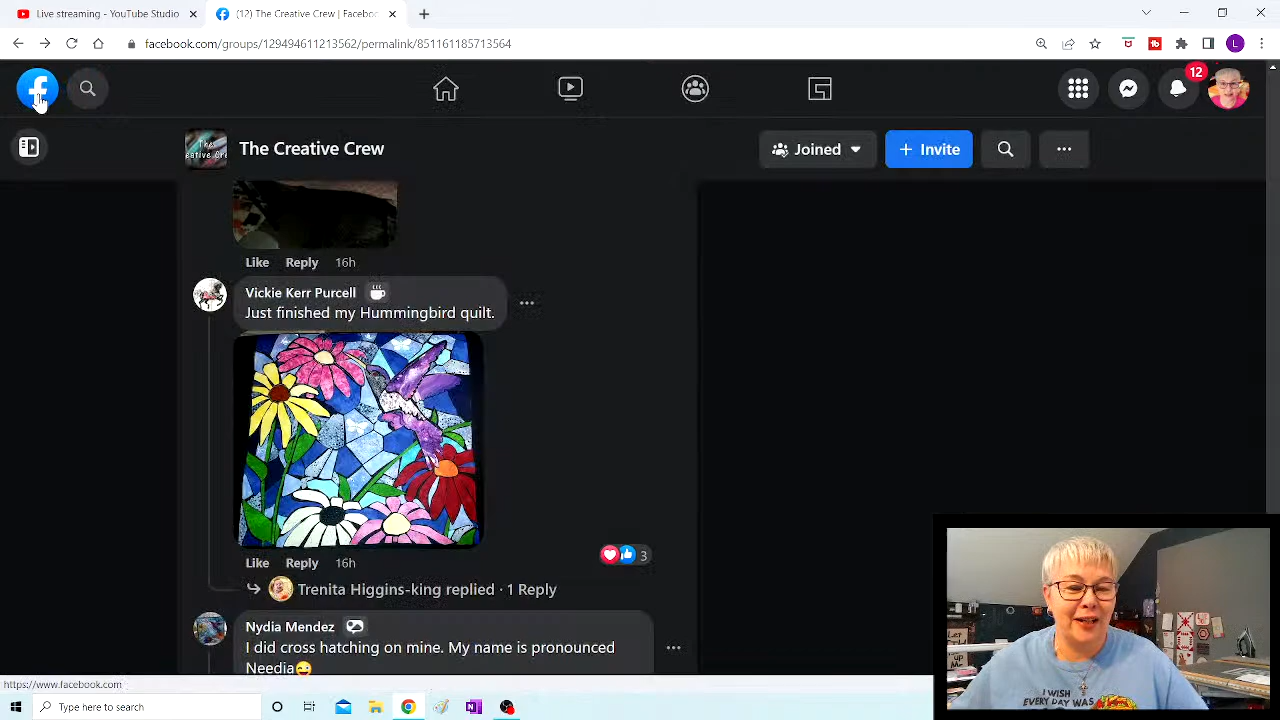 Live streaming - YouTube Studio
(12) The Creative Crew | Facebo
facebook.com/groups/129494611213562/permalink/851161185713564
12
The Creative Crew
Joined
+ Invite
Like Reply 16h
Vickie Kerr Purcell
Just finished my Hummingbird quilt.
Like Reply 16h
3
Trenita Higgins-king replied · 1 Reply
Nydia Mendez
I did cross hatching on mine. My name is pronounced
Needia😉
https://www.facebook.com
Type here to search
I WISH
EVERY DAY WAS